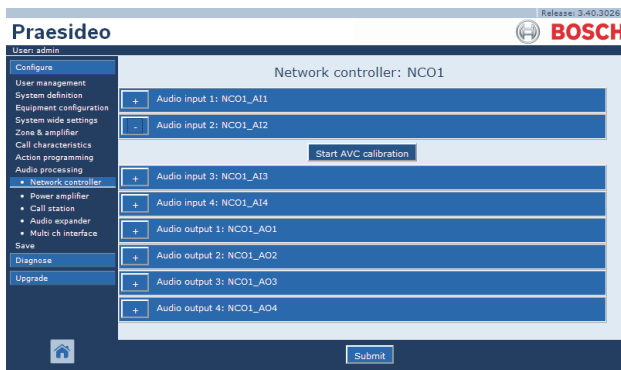 Release: 3.40.3026
Praesideo
BOSCH
User: admin
Configure
User management
System definition
Equipment configuration
System wide settings
Zone & amplifier
Call characteristics
Action programming
Audio processing
• Network controller
• Power amplifier
• Call station
• Audio expander
• Multi ch interface
Save
Diagnose
Upgrade
Network controller: NCO1
+ Audio input 1: NCO1_AI1
- Audio input 2: NCO1_AI2
Start AVC calibration
+ Audio input 3: NCO1_AI3
+ Audio input 4: NCO1_AI4
+ Audio output 1: NCO1_AO1
+ Audio output 2: NCO1_AO2
+ Audio output 3: NCO1_AO3
+ Audio output 4: NCO1_AO4
Submit